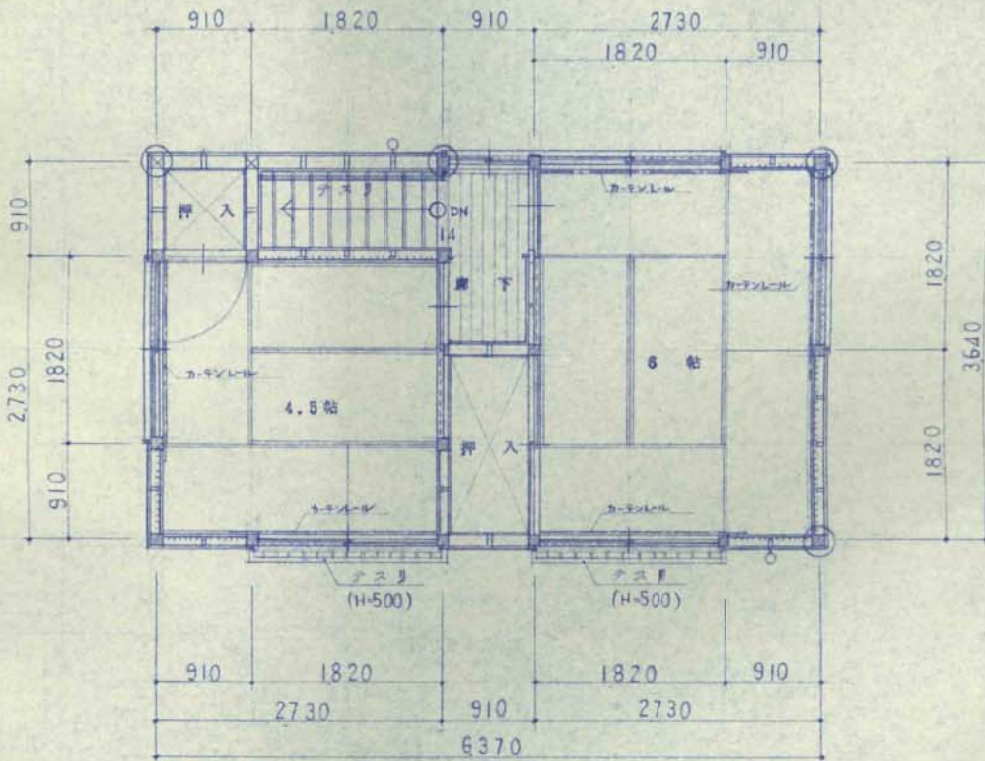 910 1820 910 2730
1820 910
テスリ
カーテンレール
押入
DN
14
910
1820
廊下
カーテンレール
2,730
1820
カーテンレール
6 帖
3,640
4.5帖
押入
910
1820
カーテンレール
カーテンレール
テスリ
(H=500)
テスリ
(H=500)
910 1820 1820 910
2730 910 2730
6370